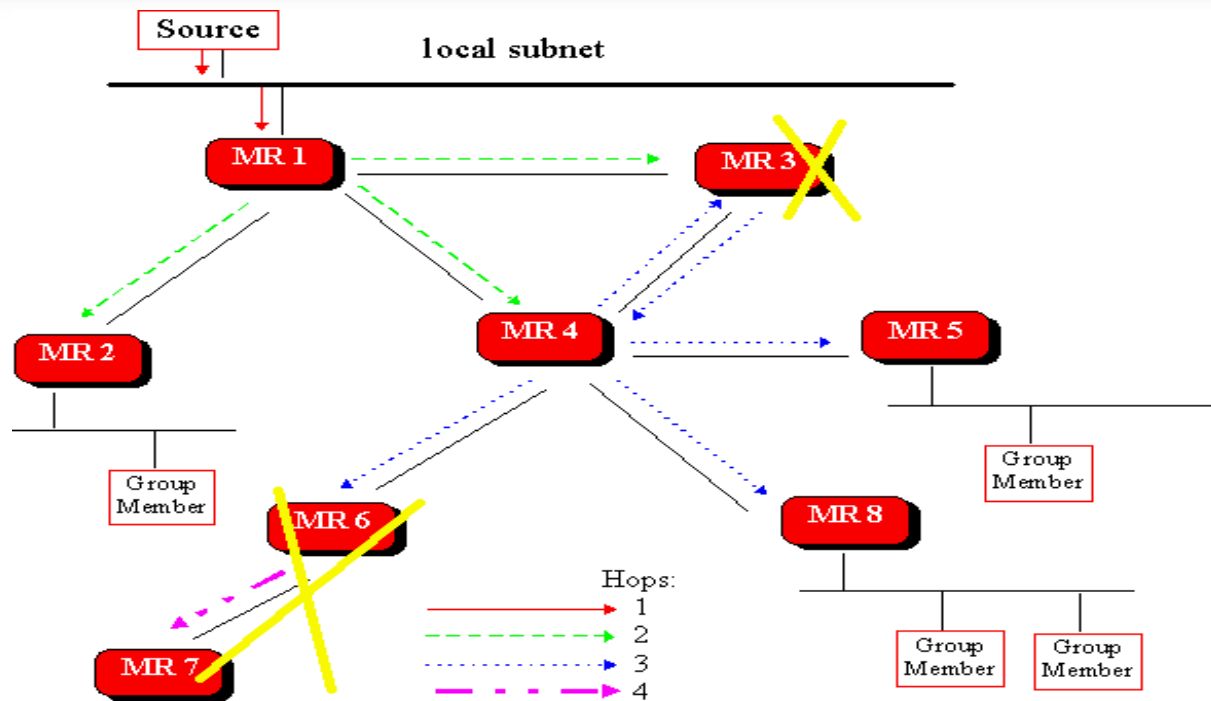 Source
local subnet
MR 1
MR 3
MR 4
MR 2
MR 5
Group
Member
Group
Member
MR 6
MR 8
Hops:
1
2
3
4
Group
Member
Group
Member
MR 7